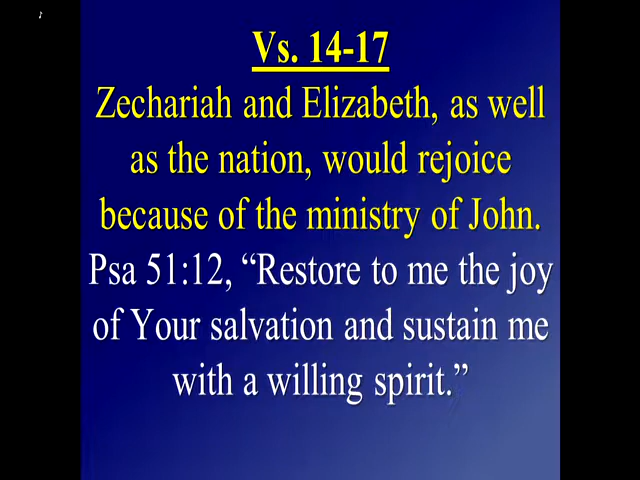 Vs. 14-17
Zechariah and Elizabeth, as well
as the nation, would rejoice
because of the ministry of John.
Psa 51:12, “Restore to me the joy
of Your salvation and sustain me
with a willing spirit.”